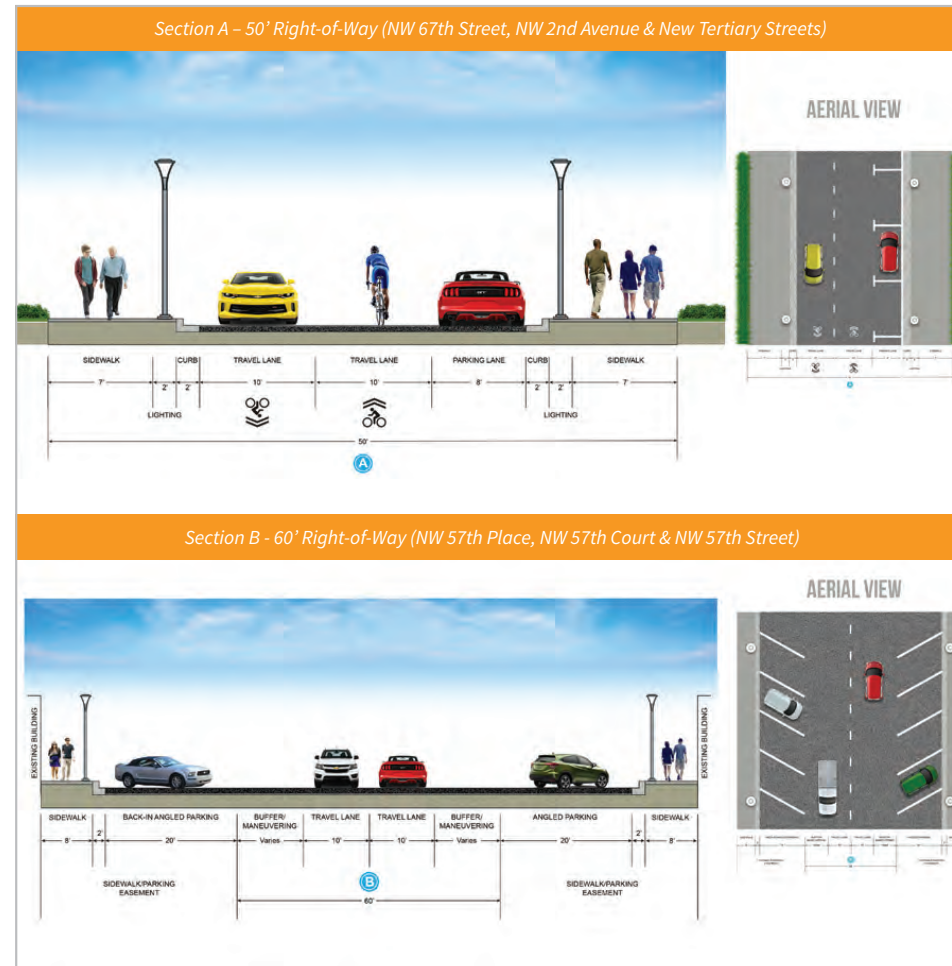 Section A – 50’ Right-of-Way (NW 67th Street, NW 2nd Avenue & New Tertiary Streets)
AERIAL VIEW
SIDEWALK CURB TRAVEL LANE TRAVEL LANE PARKING LANE CURB SIDEWALK
7' 2' 2' 10' 10' 8' 2' 2' 7'
LIGHTING LIGHTING
50'
A
Section B - 60’ Right-of-Way (NW 57th Place, NW 57th Court & NW 57th Street)
AERIAL VIEW
EXISTING BUILDING
EXISTING BUILDING
SIDEWALK BACK-IN ANGLED PARKING BUFFER/ TRAVEL LANE TRAVEL LANE BUFFER/ ANGLED PARKING SIDEWALK
MANEUVERING MANEUVERING
8' 2' 20' Varies 10' 10' Varies 20' 2' 8'
SIDEWALK/PARKING SIDEWALK/PARKING
EASEMENT EASEMENT
B
60'